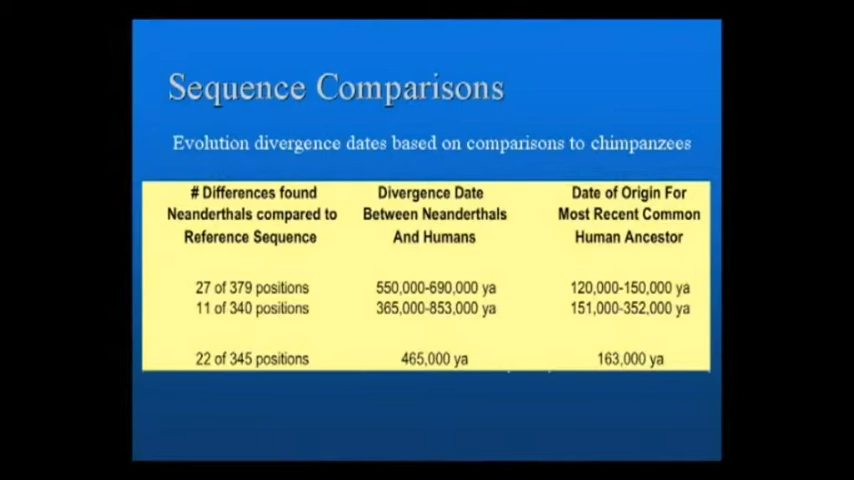 Sequence Comparisons
Evolution divergence dates based on comparisons to chimpanzees
# Differences found Divergence Date Date of Origin For
Neanderthals compared to Between Neanderthals Most Recent Common
Reference Sequence And Humans Human Ancestor
27 of 379 positions 550,000-690,000 ya 120,000-150,000 ya
11 of 340 positions 365,000-853,000 ya 151,000-352,000 ya
22 of 345 positions 465,000 ya 163,000 ya